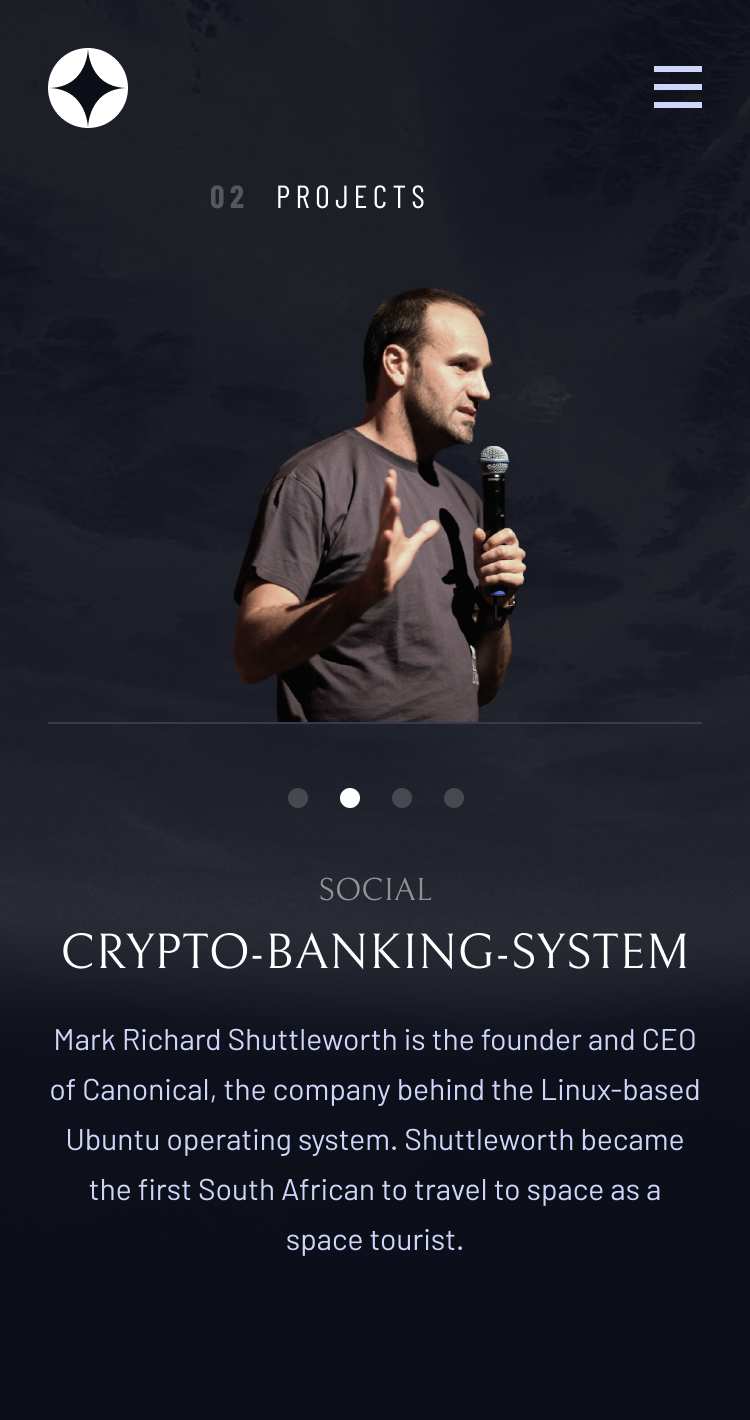 02 PROJECTS
SOCIAL
CRYPTO-BANKING-SYSTEM
Mark Richard Shuttleworth is the founder and CEO
of Canonical, the company behind the Linux-based
Ubuntu operating system. Shuttleworth became
the first South African to travel to space as a
space tourist.